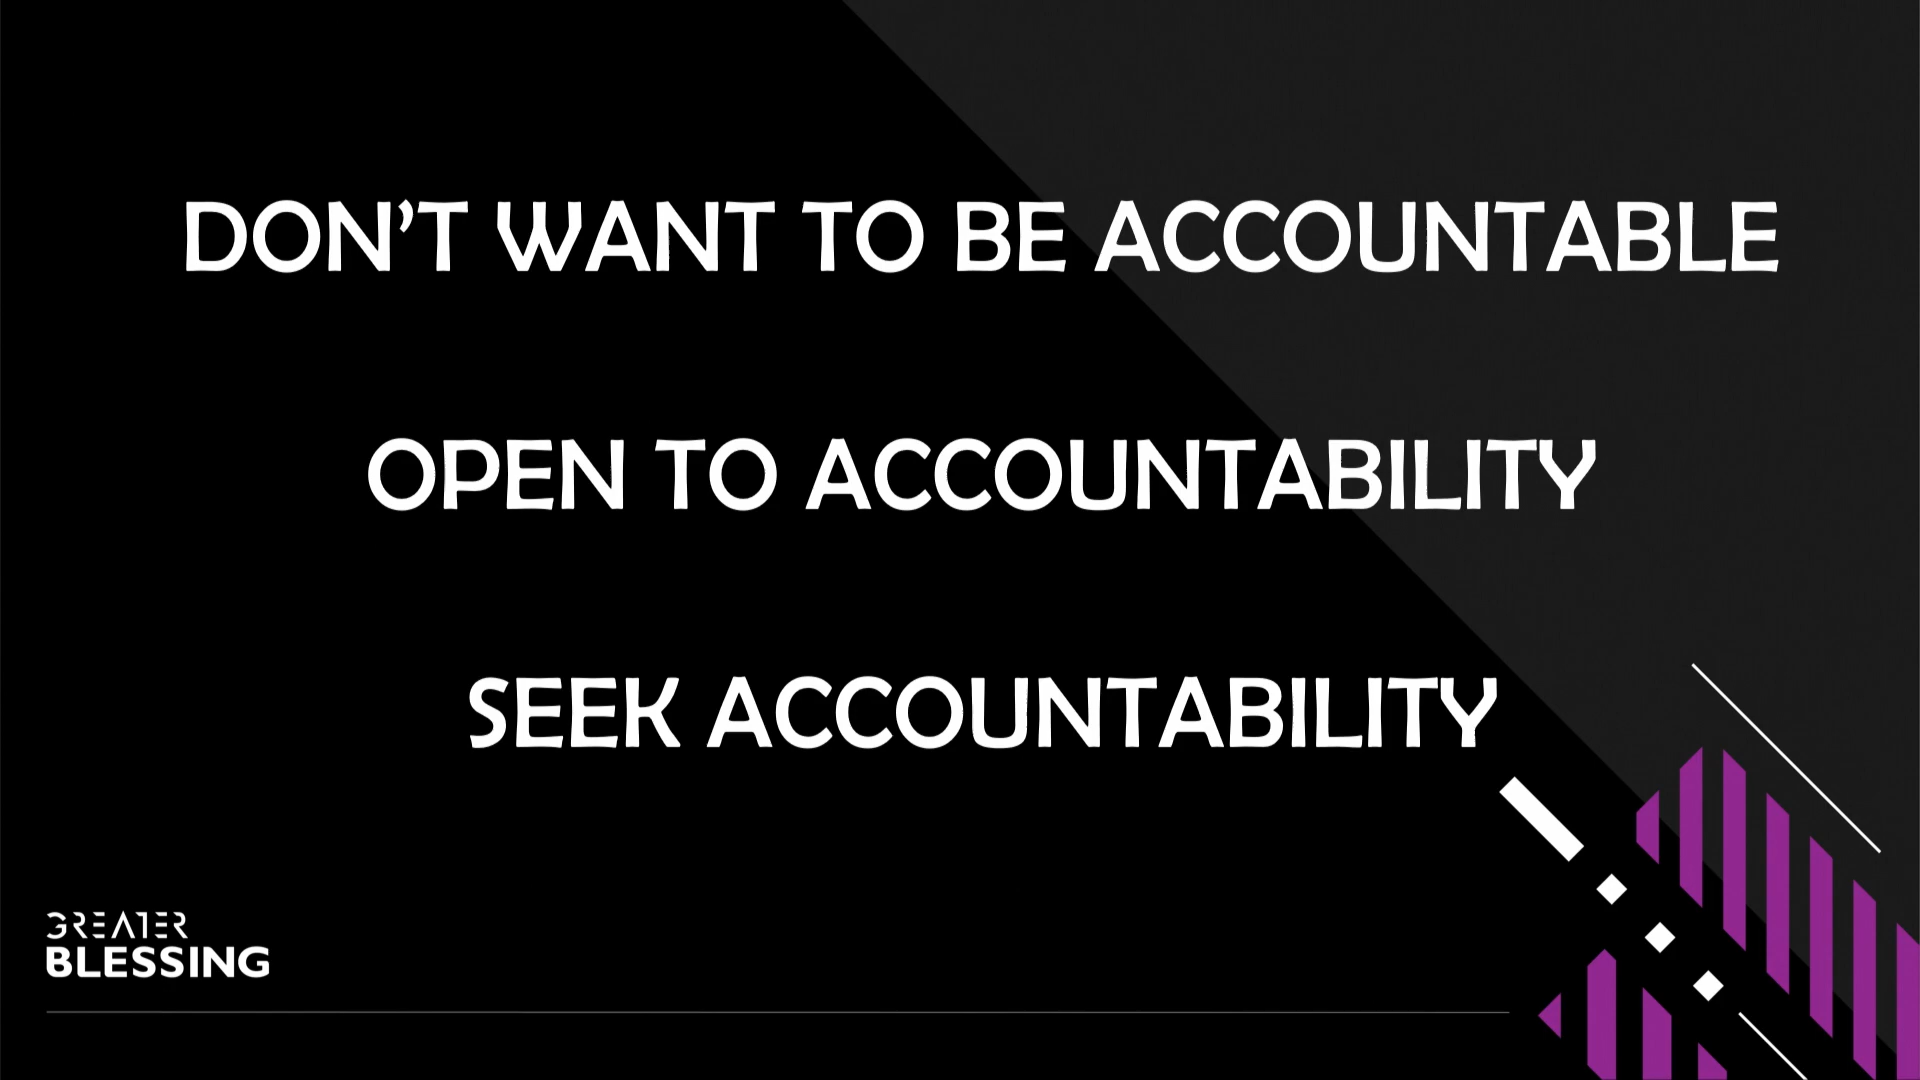 DON'T WANT TO BE ACCOUNTABLE
OPEN TO ACCOUNTABILITY
SEEK ACCOUNTABILITY
GREATER
BLESSING